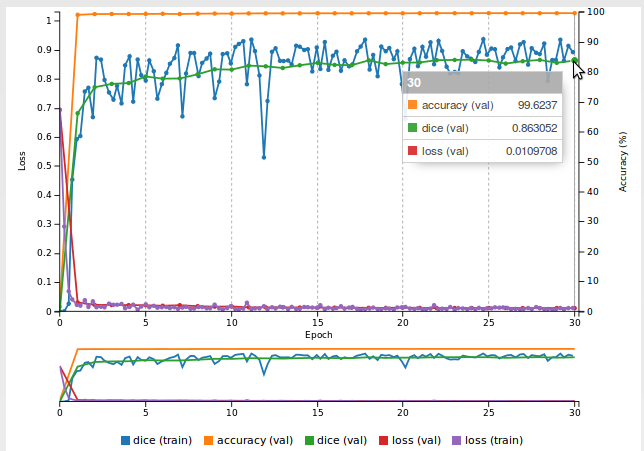 1
0.9
0.8
0.7
0.6
0.5
0.4
0.3
0.2
0.1
0
Loss
100
90
80
70
60
50
40
30
20
10
0
Accuracy (%)
30
accuracy (val) 99.6237
dice (val) 0.863052
loss (val) 0.0109708
0 5 10 15 20 25 30
Epoch
0 5 10 15 20 25 30
dice (train) accuracy (val) dice (val) loss (val) loss (train)